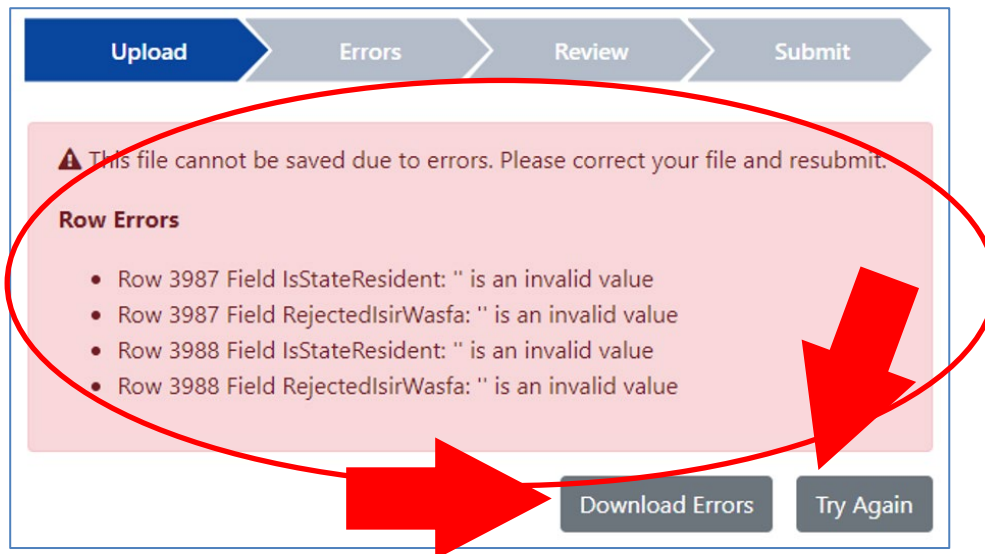 Upload Errors Review Submit
This file cannot be saved due to errors. Please correct your file and resubmit.
Row Errors
• Row 3987 Field IsStateResident: '' is an invalid value
• Row 3987 Field RejectedIsirWasfa: '' is an invalid value
• Row 3988 Field IsStateResident: '' is an invalid value
• Row 3988 Field RejectedIsirWasfa: '' is an invalid value
Download Errors Try Again